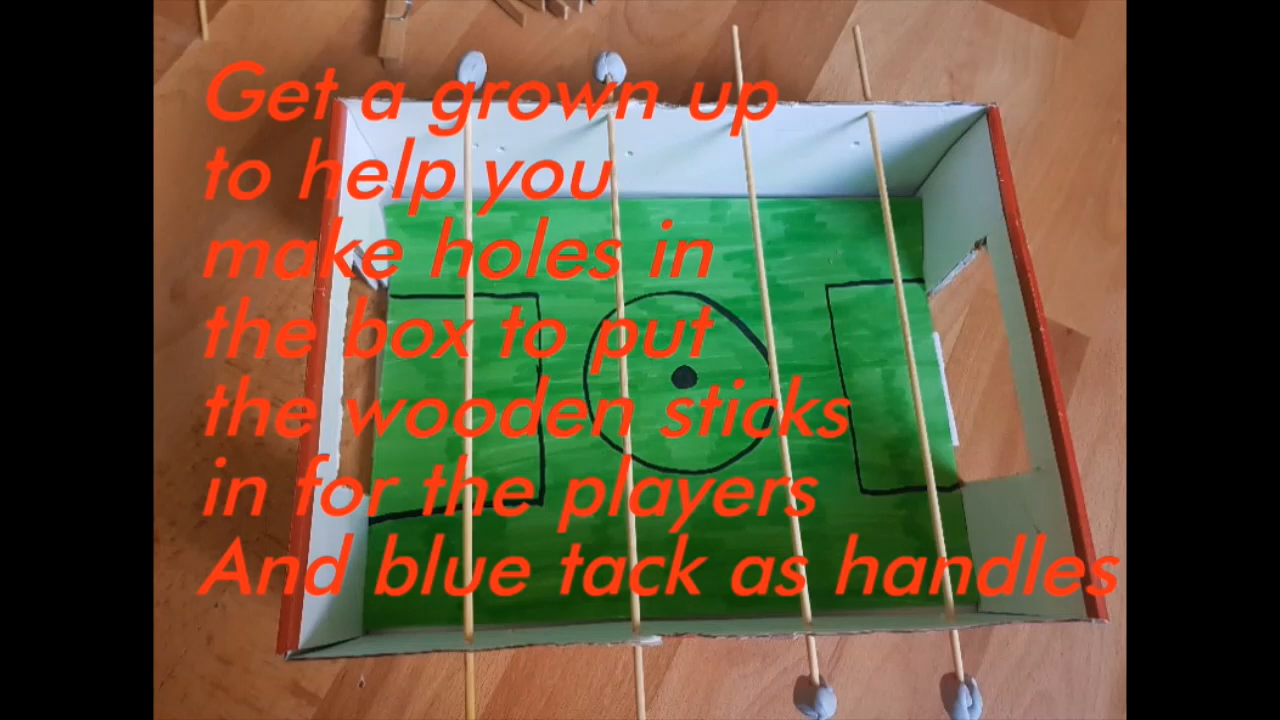 Get a grown up
to help you
make holes in
the box to put
the wooden sticks
in for the players
And blue tack as handles